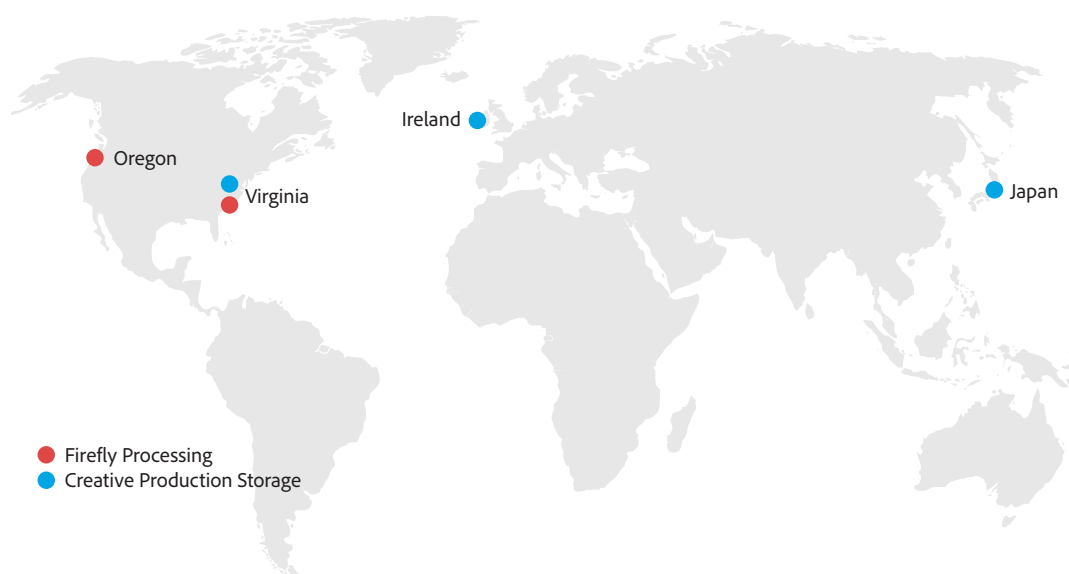 Ireland
Oregon
Virginia
Japan
Firefly Processing
Creative Production Storage